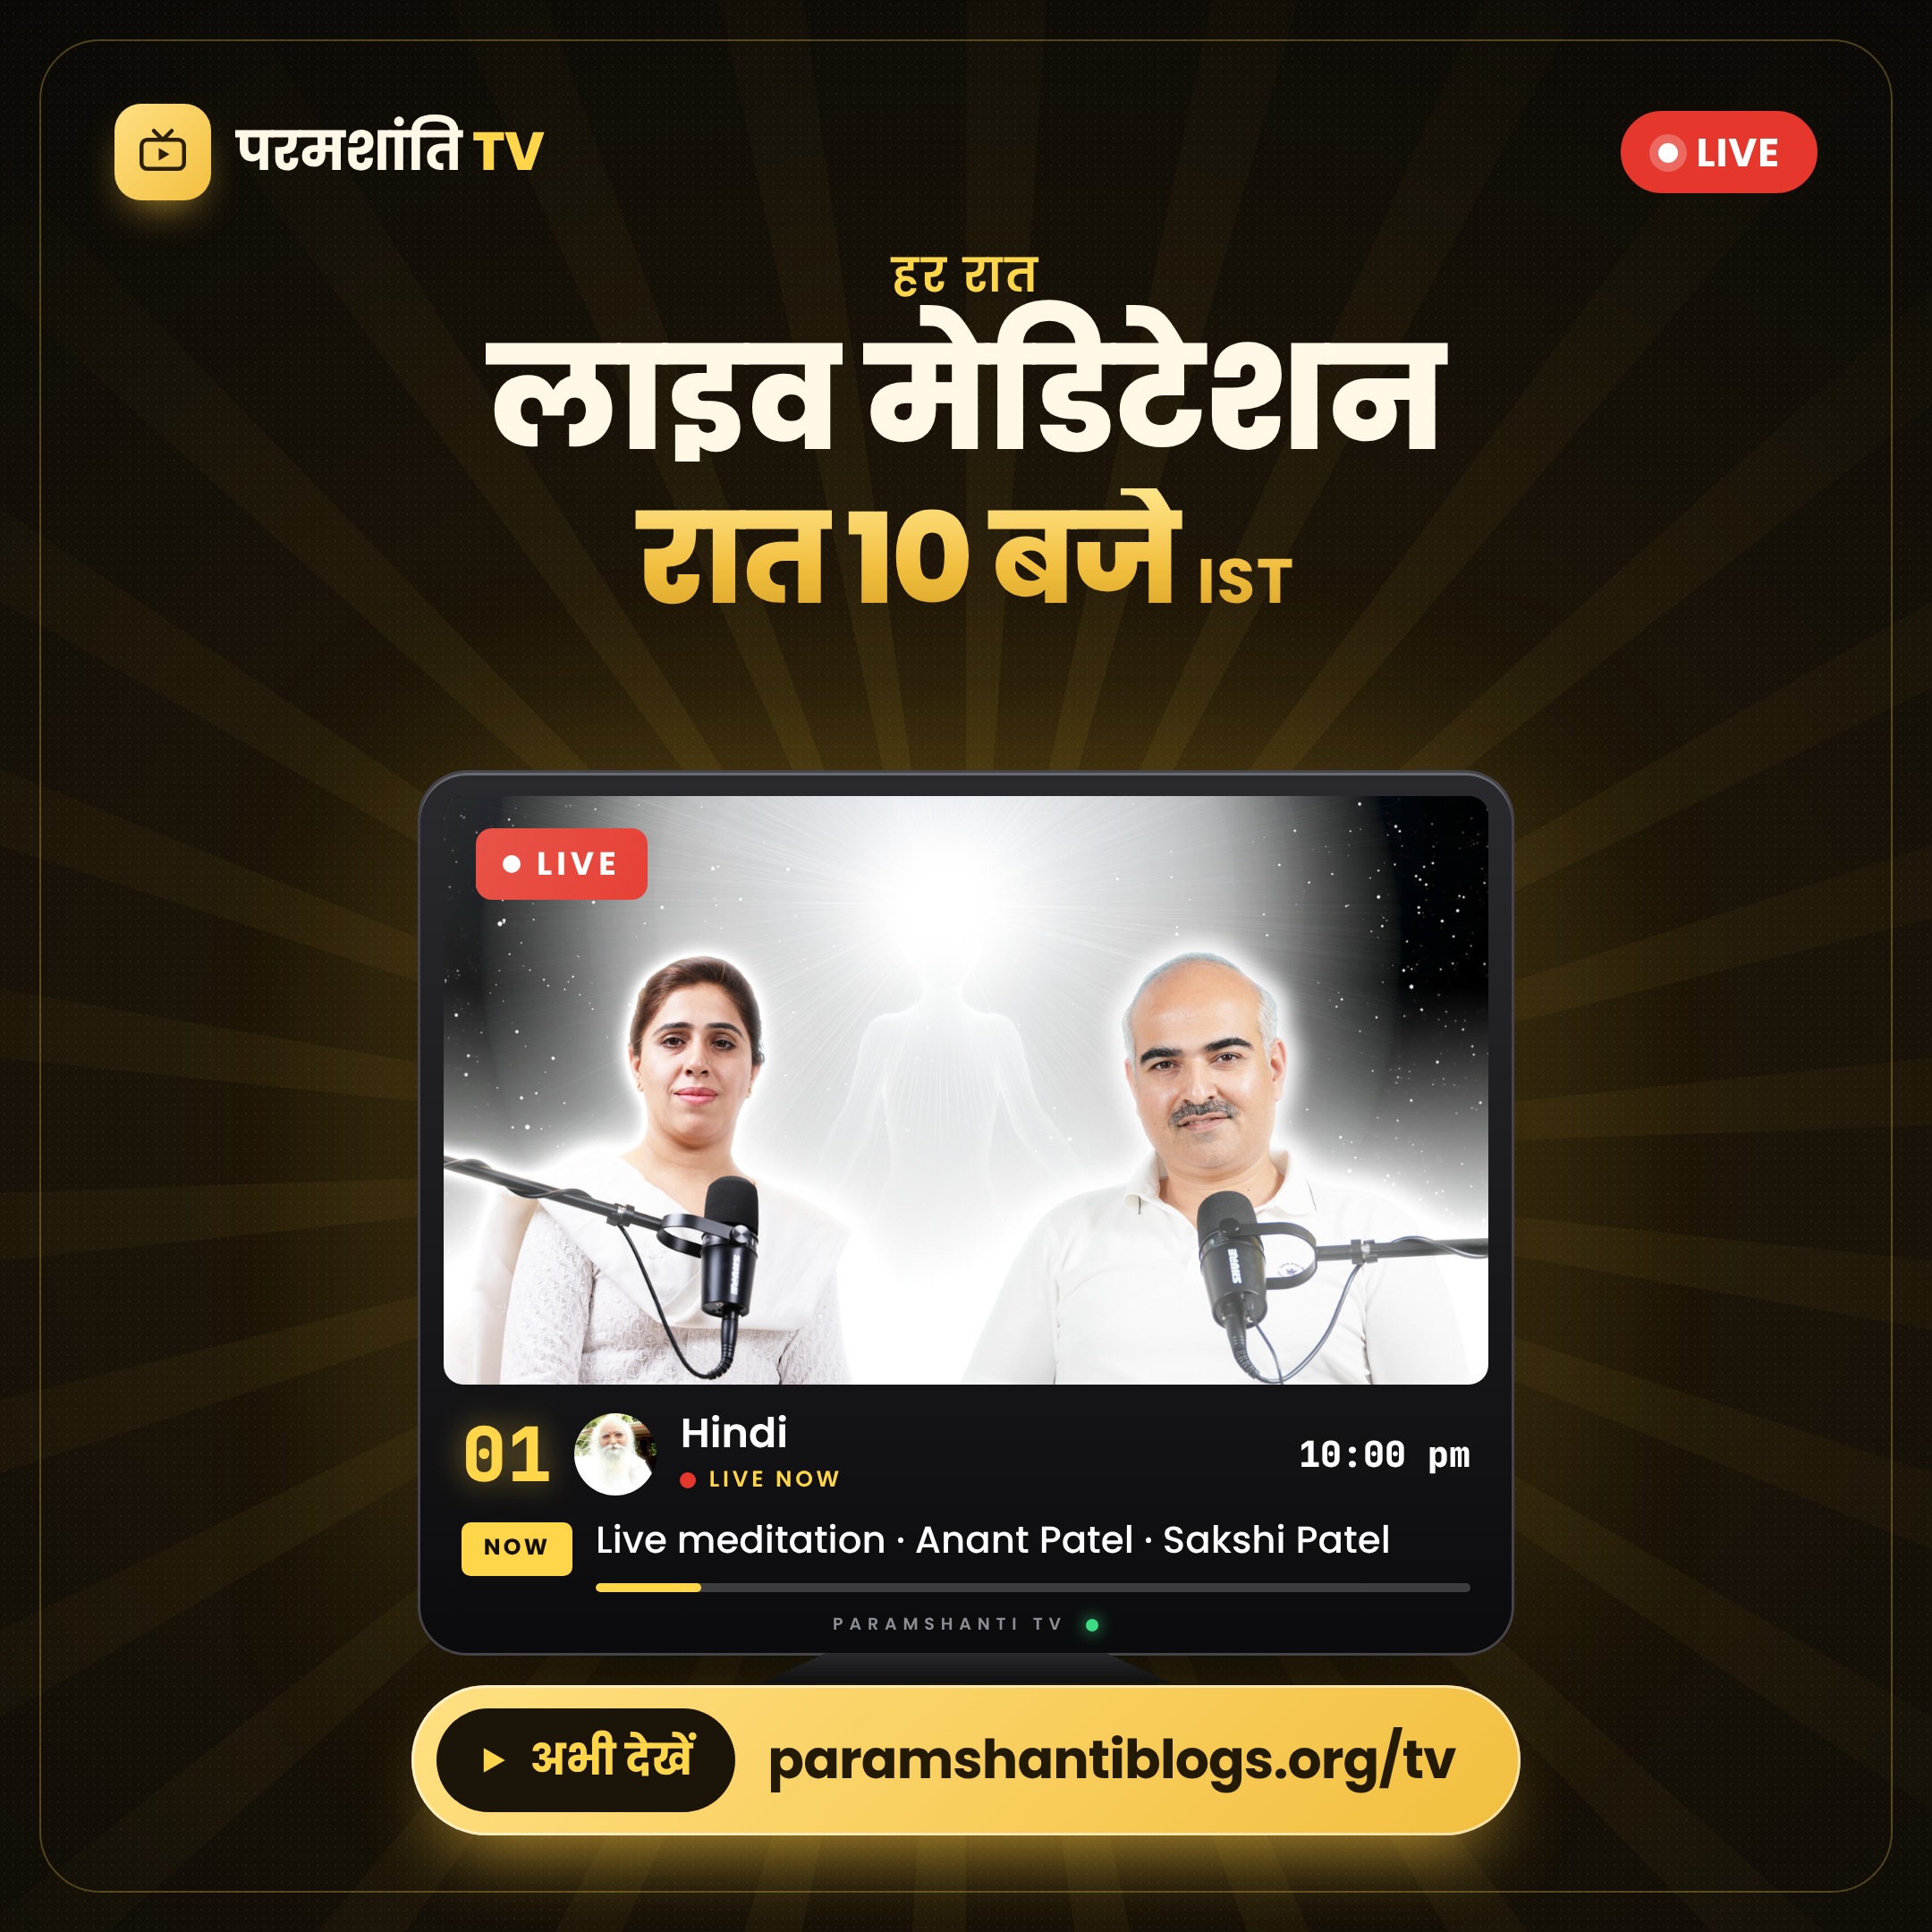 परमशांति TV
LIVE
हर रात
लाइव मेडिटेशन
रात 10 बजे IST
LIVE
01
Hindi
LIVE NOW
10:00 pm
NOW
Live meditation · Anant Patel · Sakshi Patel
PARAMSHANTI TV
अभी देखें
paramshantiblogs.org/tv